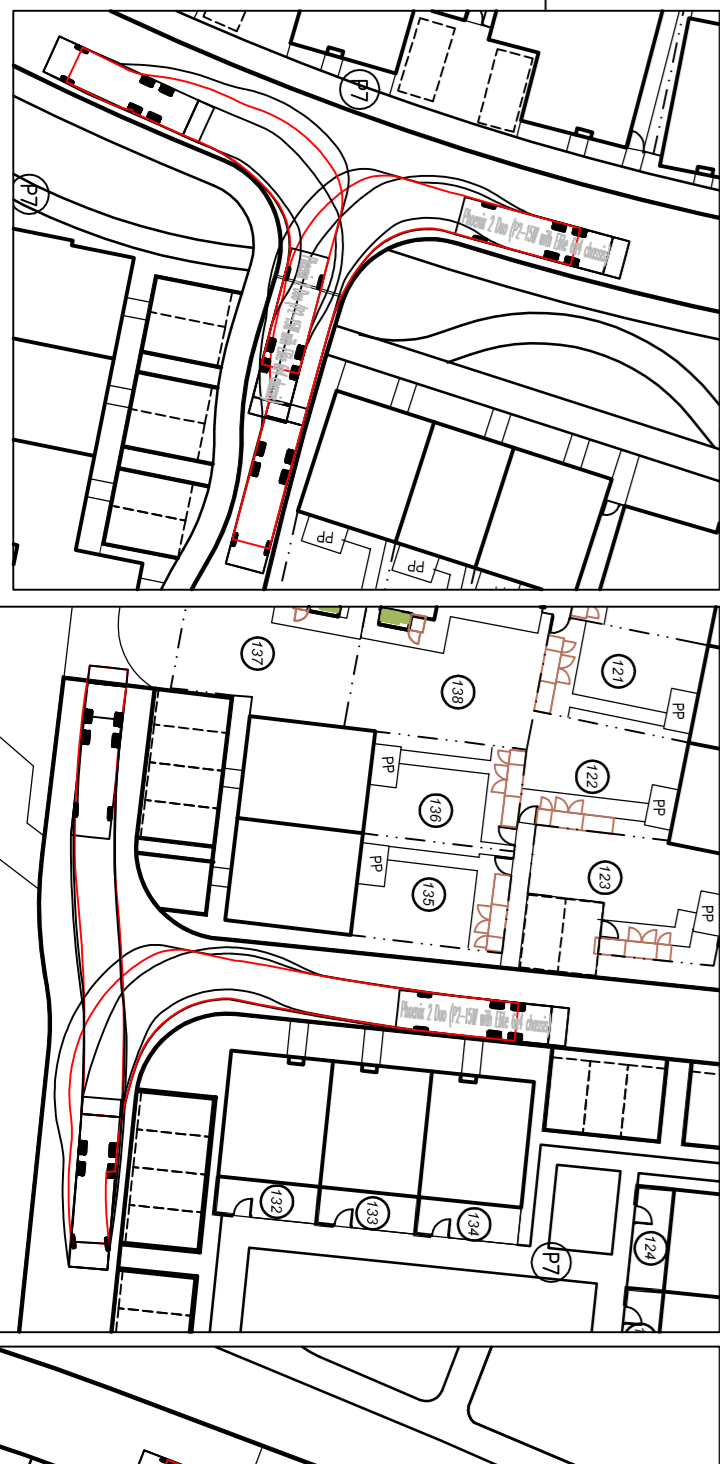 P7
P7
Phoenix 2 Duo (P2-15W with Elite 6x4 chassis)
PP
PP
137
138
121
PP
122
PP
136
PP
135
PP
123
PP
Phoenix 2 Duo (P2-15W with Elite 6x4 chassis)
132
133
134
124
P7